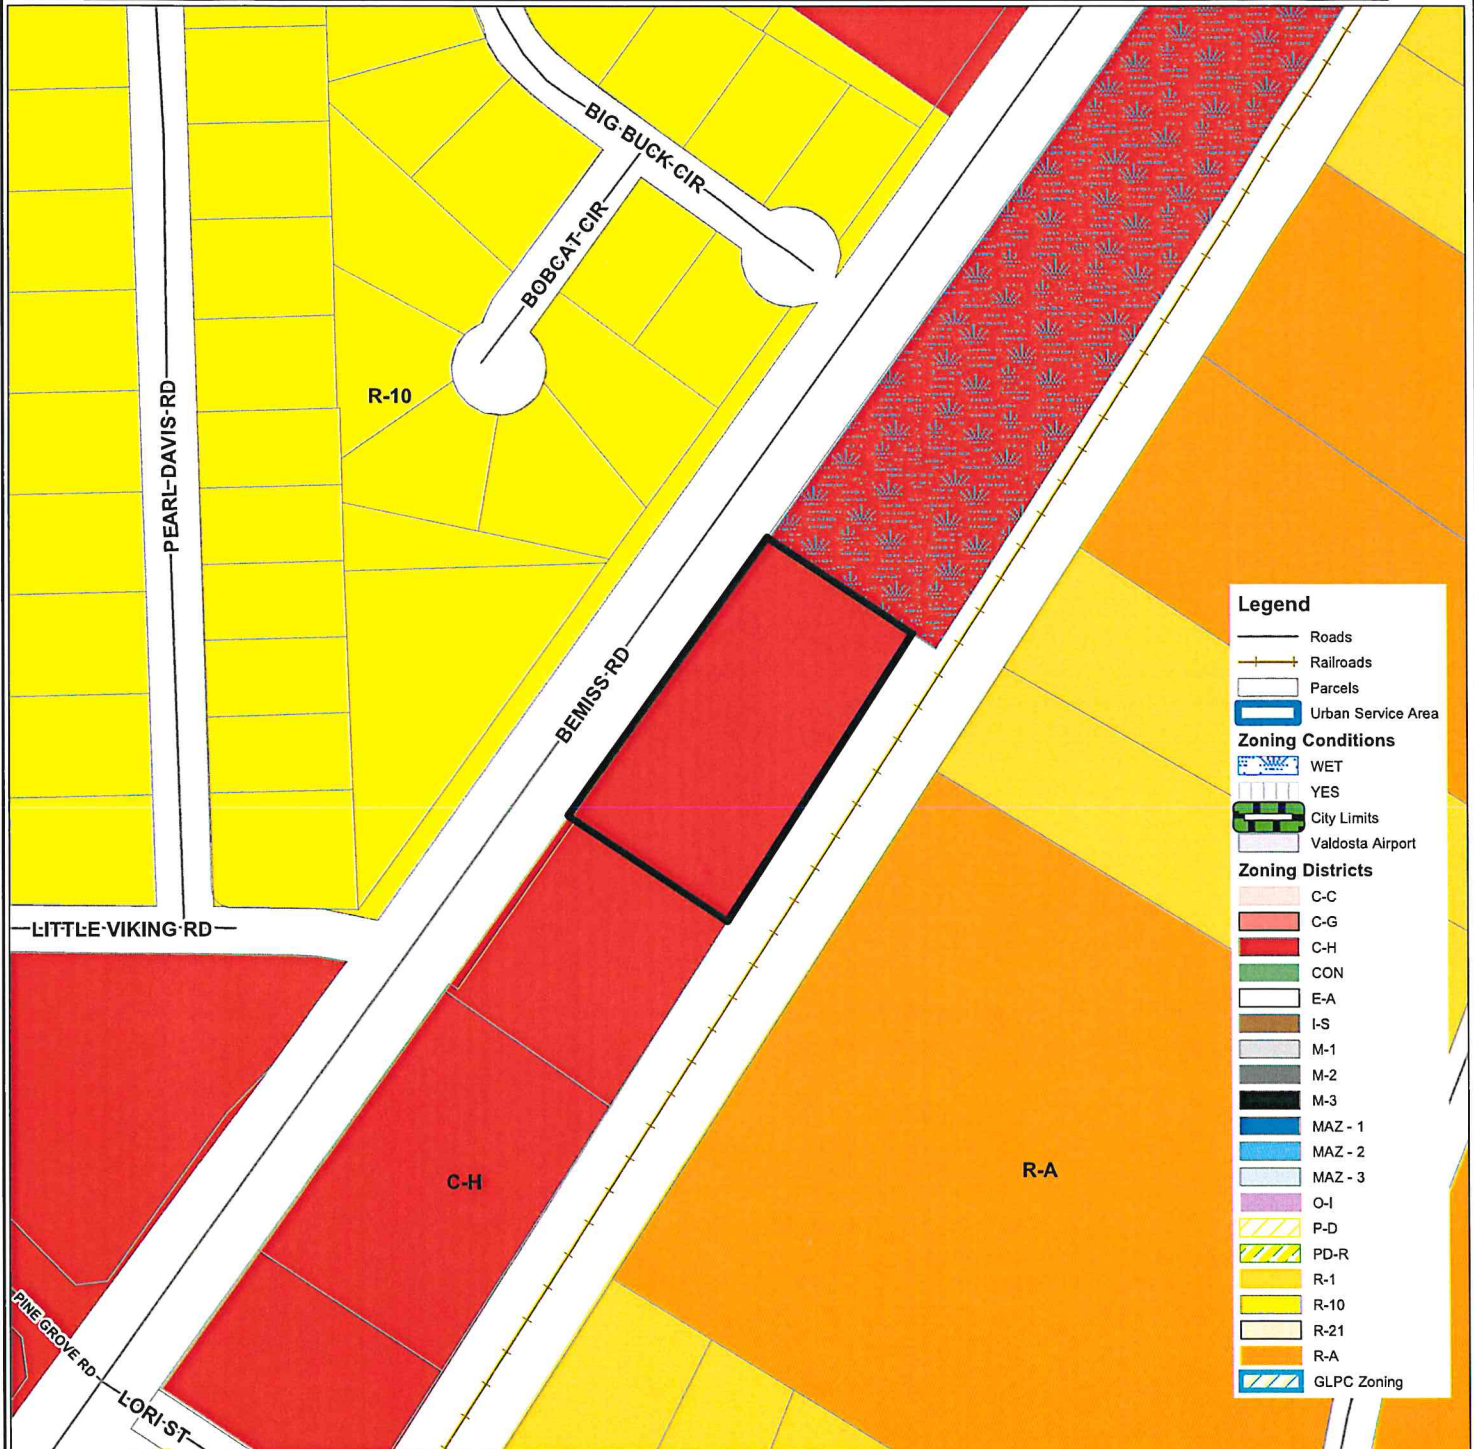 BIG BUCK CIR
BOBCAT CIR
PEARL DAVIS RD
R-10
BEMISS RD
LITTLE VIKING RD
C-H
R-A
PINE GROVE RD
LORI ST
Legend
Roads
Railroads
Parcels
Urban Service Area
Zoning Conditions
WET
YES
City Limits
Valdosta Airport
Zoning Districts
C-C
C-G
C-H
CON
E-A
I-S
M-1
M-2
M-3
MAZ - 1
MAZ - 2
MAZ - 3
O-I
P-D
PD-R
R-1
R-10
R-21
R-A
GLPC Zoning